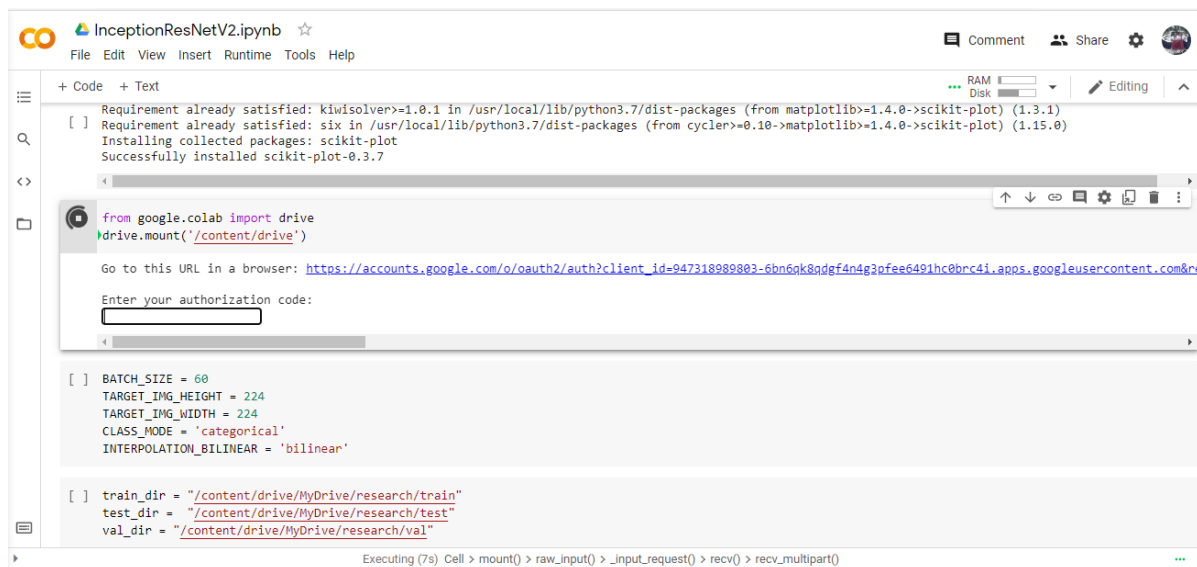 InceptionResNetV2.ipynb
File Edit View Insert Runtime Tools Help
Comment Share
+ Code + Text
RAM
Disk
Editing
Requirement already satisfied: kiwisolver>=1.0.1 in /usr/local/lib/python3.7/dist-packages (from matplotlib>=1.4.0->scikit-plot) (1.3.1)
[ ] Requirement already satisfied: six in /usr/local/lib/python3.7/dist-packages (from cycler>=0.10->matplotlib>=1.4.0->scikit-plot) (1.15.0)
Installing collected packages: scikit-plot
Successfully installed scikit-plot-0.3.7
from google.colab import drive
drive.mount('/content/drive')
Go to this URL in a browser: https://accounts.google.com/o/oauth2/auth?client_id=947318989803-6bn6qk8qdgf4n4g3pfee6491hc0brc4i.apps.googleusercontent.com&re
Enter your authorization code:
[ ] BATCH_SIZE = 60
TARGET_IMG_HEIGHT = 224
TARGET_IMG_WIDTH = 224
CLASS_MODE = 'categorical'
INTERPOLATION_BILINEAR = 'bilinear'
[ ] train_dir = "/content/drive/MyDrive/research/train"
test_dir = "/content/drive/MyDrive/research/test"
val_dir = "/content/drive/MyDrive/research/val"
Executing (7s) Cell > mount() > raw_input() > _input_request() > recv() > recv_multipart()